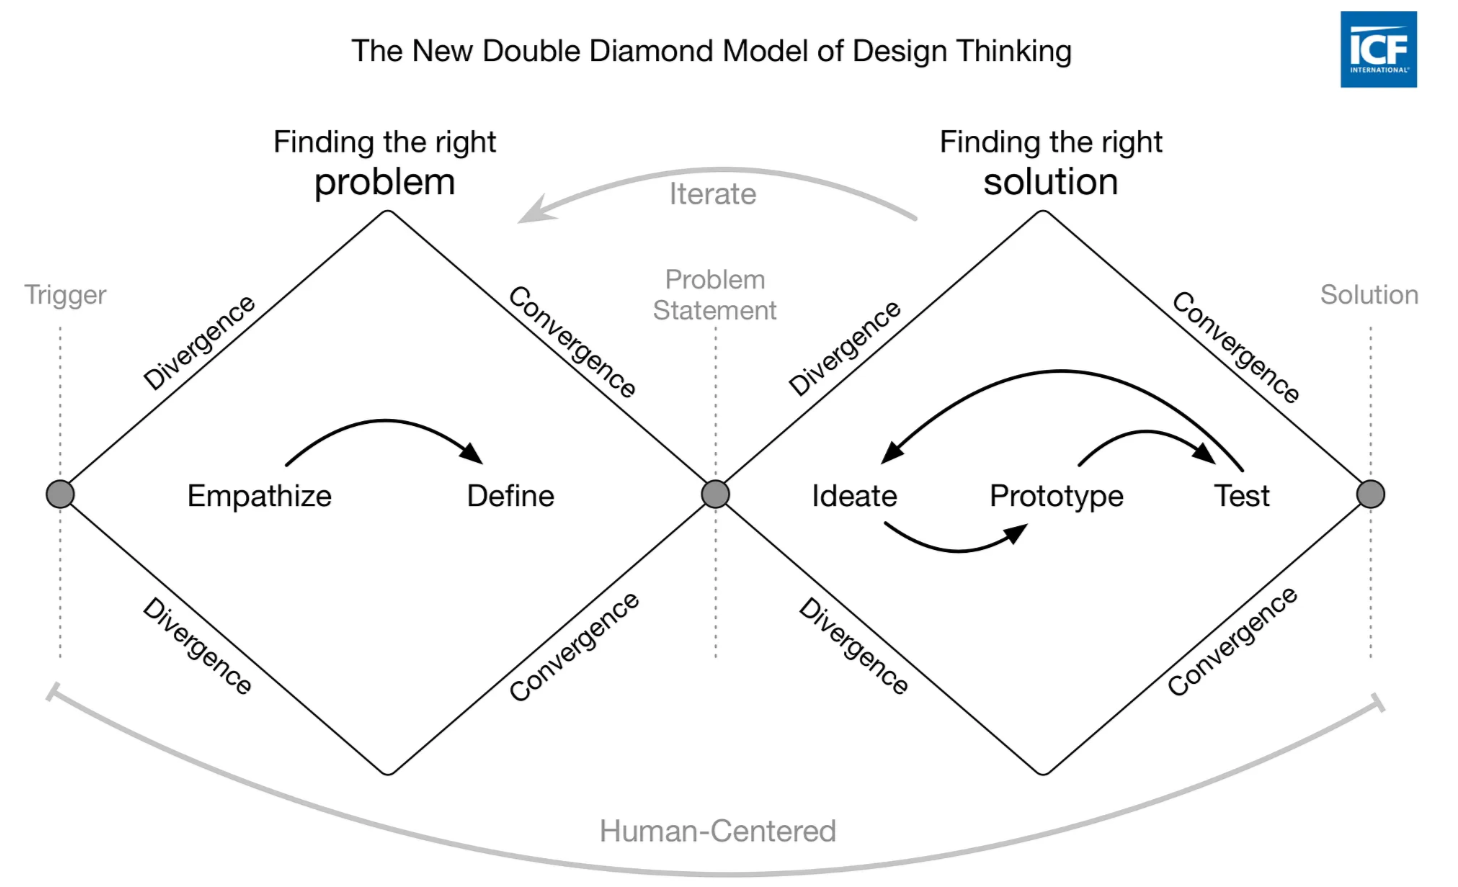 The New Double Diamond Model of Design Thinking
ICF
INTERNATIONAL
Finding the right
problem
Finding the right
solution
Iterate
Trigger
Problem
Statement
Solution
Divergence
Convergence
Divergence
Convergence
Empathize
Define
Ideate
Prototype
Test
Divergence
Convergence
Divergence
Convergence
Human-Centered